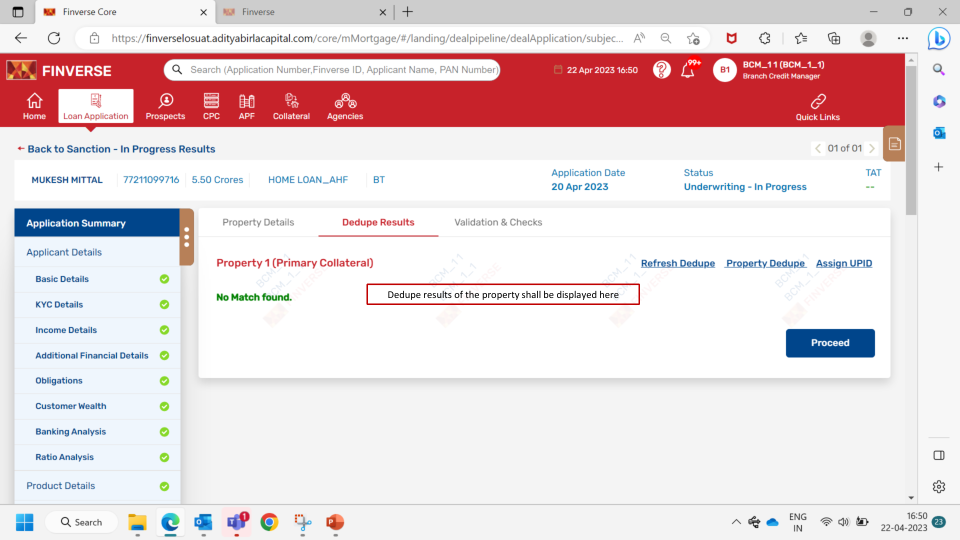 Finverse Core
Finverse
https://finverselosuat.adityabirlacapital.com/core/mMortgage/#/landing/dealpipeline/dealApplication/subjec...
FINVERSE
Search (Application Number,Finverse ID, Applicant Name, PAN Number)
22 Apr 2023 16:50
99+
B1
BCM_1 1 (BCM_1_1)
Branch Credit Manager
Home
Loan Application
Prospects
CPC
APF
Collateral
Agencies
Quick Links
Back to Sanction - In Progress Results
01 of 01
MUKESH MITTAL
77211099716
5.50 Crores
HOME LOAN_AHF
BT
Application Date
20 Apr 2023
Status
Underwriting - In Progress
TAT
--
Application Summary
Applicant Details
Basic Details
KYC Details
Income Details
Additional Financial Details
Obligations
Customer Wealth
Banking Analysis
Ratio Analysis
Product Details
Property Details
Dedupe Results
Validation & Checks
Property 1 (Primary Collateral)
Refresh Dedupe
Property Dedupe
Assign UPID
No Match found.
Dedupe results of the property shall be displayed here
Proceed
Search
1
ENG
IN
16:50
22-04-2023
23